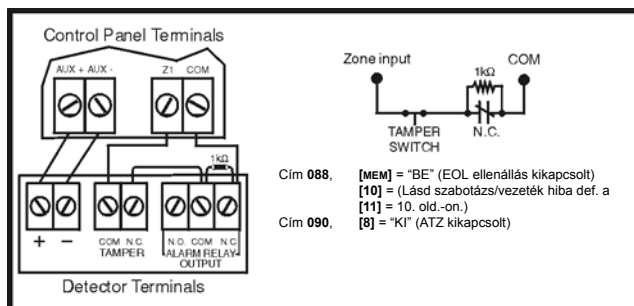 Control Panel Terminals
AUX + AUX -
Z1 COM
1kΩ
+ -
COM N.C.
TAMPER
N.O. COM N.C.
ALARM RELAY
OUTPUT
Detector Terminals
Zone input
COM
1kΩ
TAMPER
SWITCH
N.C.
Cím 088, [MEM] = “BE” (EOL ellenállás kikapcsolt)
[10] = (Lásd szabotázs/vezeték hiba def. a
[11] = 10. old.-on.)
Cím 090, [8] = “KI” (ATZ kikapcsolt)